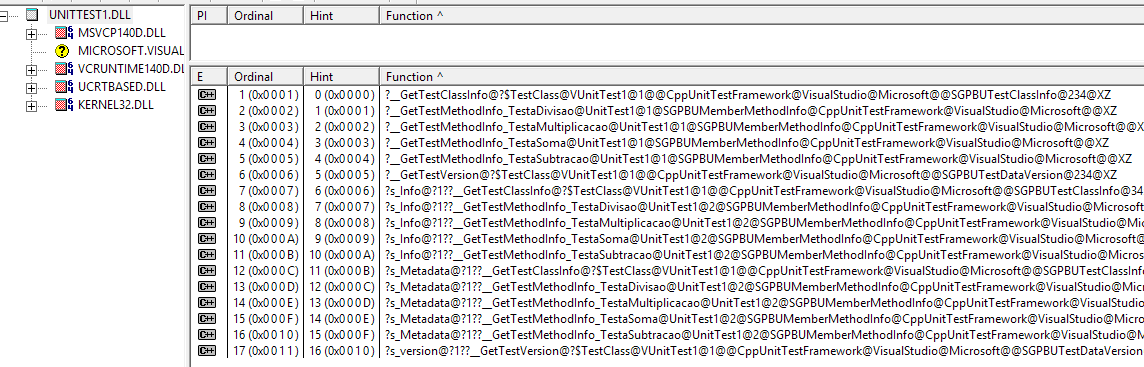 UNITTEST1.DLL
MSVCP140D.DLL
MICROSOFT.VISUAL
VCRUNTIME140D.DL
UCRTBASED.DLL
KERNEL32.DLL
PI Ordinal Hint Function ^
E Ordinal Hint Function ^
C++ 1 (0x0001) 0 (0x0000) ?__GetTestClassInfo@?$TestClass@VUnitTest1@1@@CppUnitTestFramework@VisualStudio@Microsoft@@SGPBUTestClassInfo@234@XZ
C++ 2 (0x0002) 1 (0x0001) ?__GetTestMethodInfo_TestaDivisao@UnitTest1@1@SGPBUMemberMethodInfo@CppUnitTestFramework@VisualStudio@Microsoft@@XZ
C++ 3 (0x0003) 2 (0x0002) ?__GetTestMethodInfo_TestaMultiplicacao@UnitTest1@1@SGPBUMemberMethodInfo@CppUnitTestFramework@VisualStudio@Microsoft@@X
C++ 4 (0x0004) 3 (0x0003) ?__GetTestMethodInfo_TestaSoma@UnitTest1@1@SGPBUMemberMethodInfo@CppUnitTestFramework@VisualStudio@Microsoft@@XZ
C++ 5 (0x0005) 4 (0x0004) ?__GetTestMethodInfo_TestaSubtracao@UnitTest1@1@SGPBUMemberMethodInfo@CppUnitTestFramework@VisualStudio@Microsoft@@XZ
C++ 6 (0x0006) 5 (0x0005) ?__GetTestVersion@?$TestClass@VUnitTest1@1@@CppUnitTestFramework@VisualStudio@Microsoft@@SGPBUTestDataVersion@234@XZ
C++ 7 (0x0007) 6 (0x0006) ?s_Info@?1??__GetTestClassInfo@?$TestClass@VUnitTest1@1@@CppUnitTestFramework@VisualStudio@Microsoft@@SGPBUTestClassInfo@34
C++ 8 (0x0008) 7 (0x0007) ?s_Info@?1??__GetTestMethodInfo_TestaDivisao@UnitTest1@2@SGPBUMemberMethodInfo@CppUnitTestFramework@VisualStudio@Microso
C++ 9 (0x0009) 8 (0x0008) ?s_Info@?1??__GetTestMethodInfo_TestaMultiplicacao@UnitTest1@2@SGPBUMemberMethodInfo@CppUnitTestFramework@VisualStudio@M
C++ 10 (0x000A) 9 (0x0009) ?s_Info@?1??__GetTestMethodInfo_TestaSoma@UnitTest1@2@SGPBUMemberMethodInfo@CppUnitTestFramework@VisualStudio@Microsoft@
C++ 11 (0x000B) 10 (0x000A) ?s_Info@?1??__GetTestMethodInfo_TestaSubtracao@UnitTest1@2@SGPBUMemberMethodInfo@CppUnitTestFramework@VisualStudio@Micros
C++ 12 (0x000C) 11 (0x000B) ?s_Metadata@?1??__GetTestClassInfo@?$TestClass@VUnitTest1@1@@CppUnitTestFramework@VisualStudio@Microsoft@@SGPBUTestClassInfo
C++ 13 (0x000D) 12 (0x000C) ?s_Metadata@?1??__GetTestMethodInfo_TestaDivisao@UnitTest1@2@SGPBUMemberMethodInfo@CppUnitTestFramework@VisualStudio@Mic
C++ 14 (0x000E) 13 (0x000D) ?s_Metadata@?1??__GetTestMethodInfo_TestaMultiplicacao@UnitTest1@2@SGPBUMemberMethodInfo@CppUnitTestFramework@VisualStud
C++ 15 (0x000F) 14 (0x000E) ?s_Metadata@?1??__GetTestMethodInfo_TestaSoma@UnitTest1@2@SGPBUMemberMethodInfo@CppUnitTestFramework@VisualStudio@Micro
C++ 16 (0x0010) 15 (0x000F) ?s_Metadata@?1??__GetTestMethodInfo_TestaSubtracao@UnitTest1@2@SGPBUMemberMethodInfo@CppUnitTestFramework@VisualStudio@M
C++ 17 (0x0011) 16 (0x0010) ?s_version@?1??__GetTestVersion@?$TestClass@VUnitTest1@1@@CppUnitTestFramework@VisualStudio@Microsoft@@SGPBUTestDataVersion